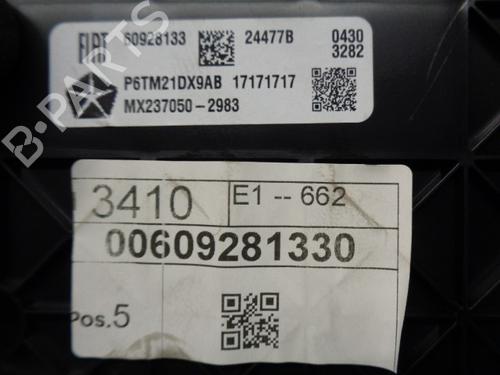 FIAT 60928133 24477B 0430
3282
P6TM21DX9AB 17171717
MX237050-2983
B-PARTS
3410 E1 -- 662
00609281330
Pos.5